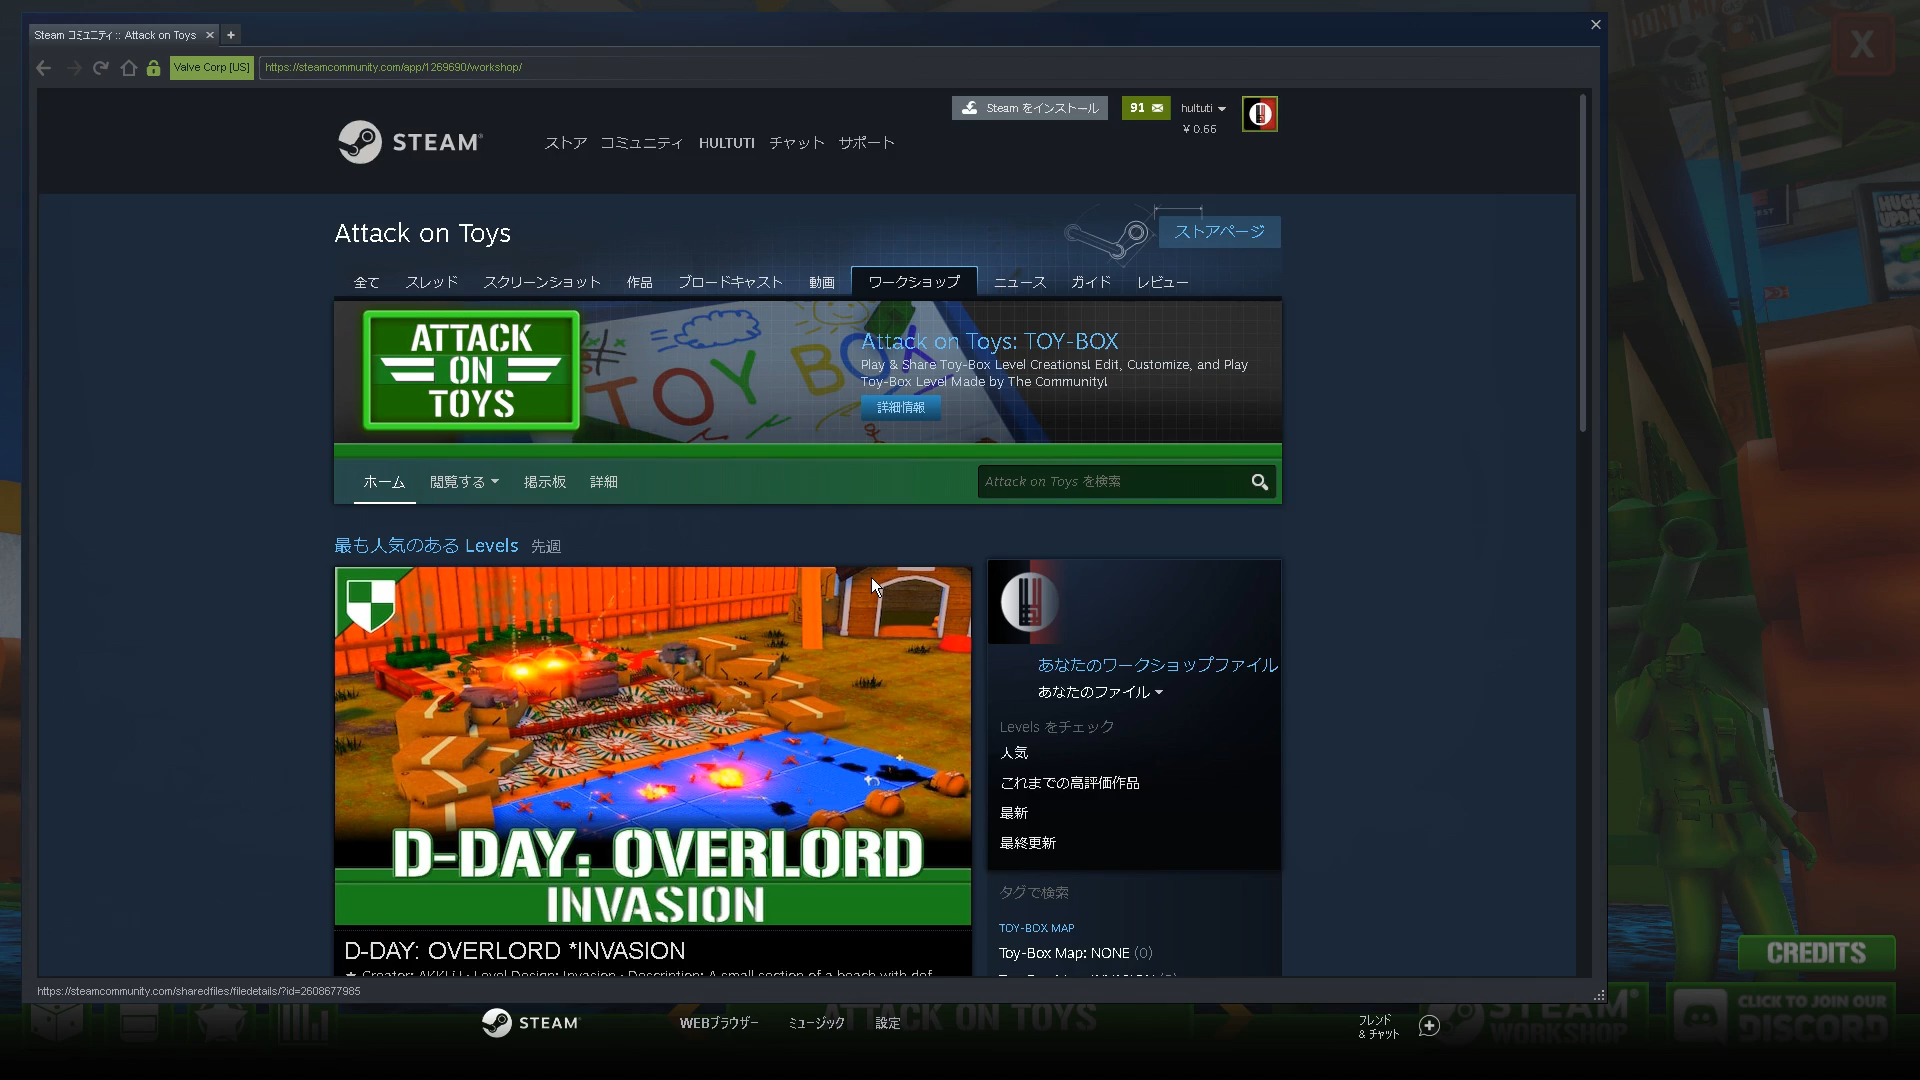 Steam コミュニティ :: Attack on Toys
Valve Corp [US]
https://steamcommunity.com/app/1269690/workshop/
Steam をインストール
91
hultuti
¥ 0.66
STEAM
ストア コミュニティ HULTUTI チャット サポート
Attack on Toys
ストアページ
全て スレッド スクリーンショット 作品 ブロードキャスト 動画 ワークショップ ニュース ガイド レビュー
ATTACK
ON
TOYS
TOY BOX
Attack on Toys: TOY-BOX
Play & Share Toy-Box Level Creations! Edit, Customize, and Play
Toy-Box Level Made by The Community!
詳細情報
ホーム 閲覧する 掲示板 詳細
Attack on Toys を検索
最も人気のある Levels 先週
D-DAY: OVERLORD
INVASION
D-DAY: OVERLORD *INVASION
あなたのワークショップファイル
あなたのファイル
Levels をチェック
人気
これまでの高評価作品
最新
最終更新
タグで検索
TOY-BOX MAP
Toy-Box Map: NONE (0)
https://steamcommunity.com/sharedfiles/filedetails/?id=2608677985
STEAM
WEBブラウザー ミュージック 設定
フレンド
& チャット
X
HUGE
CREDITS
ATTACK ON TOYS
STEAM
WORKSHOP
CLICK TO JOIN OUR
DISCORD